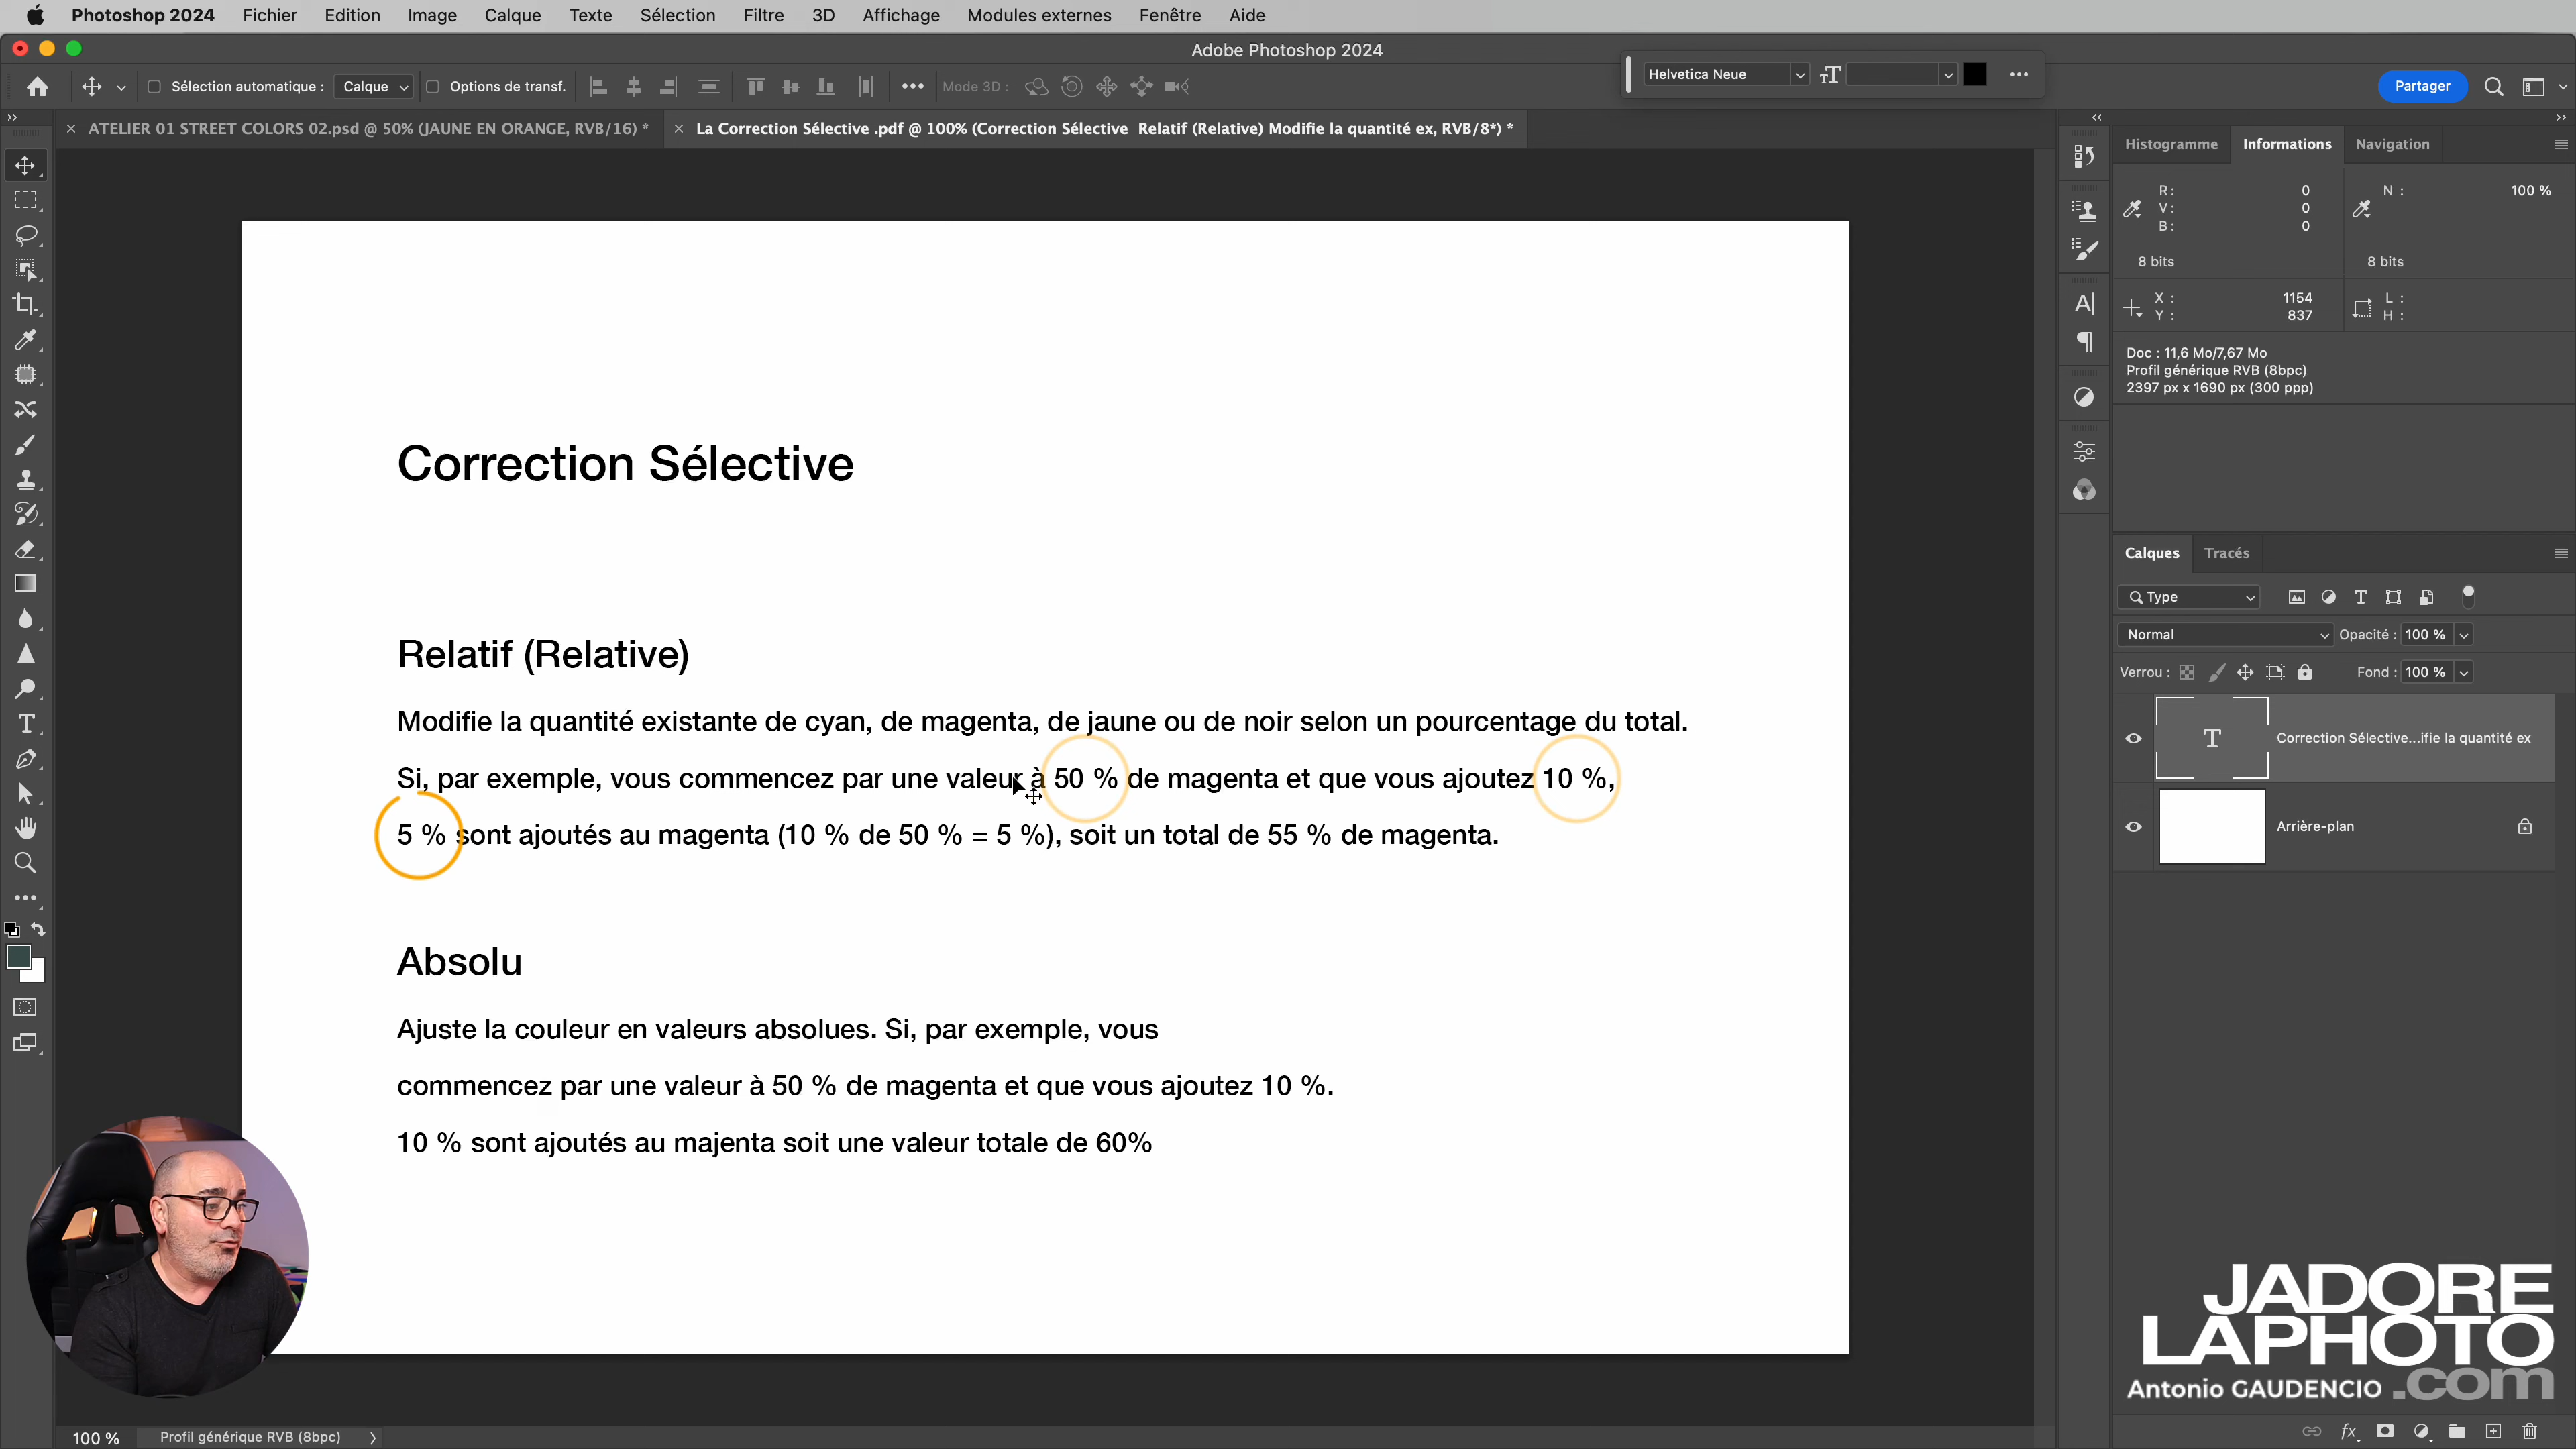 Photoshop 2024 Fichier Edition Image Calque Texte Sélection Filtre 3D Affichage Modules externes Fenêtre Aide
Adobe Photoshop 2024
Sélection automatique : Calque Options de transf. Mode 3D : Helvetica Neue Partager
ATELIER 01 STREET COLORS 02.psd @ 50% (JAUNE EN ORANGE, RVB/16) *
La Correction Sélective .pdf @ 100% (Correction Sélective Relatif (Relative) Modifie la quantité ex, RVB/8*) *
Histogramme Informations Navigation
R : 0
V : 0
B : 0
N : 100 %
8 bits 8 bits
X : 1154
Y : 837
L :
H :
Doc : 11,6 Mo/7,67 Mo
Profil générique RVB (8bpc)
2397 px x 1690 px (300 ppp)
Correction Sélective
Relatif (Relative)
Modifie la quantité existante de cyan, de magenta, de jaune ou de noir selon un pourcentage du total.
Si, par exemple, vous commencez par une valeur à 50 % de magenta et que vous ajoutez 10 %,
5 % sont ajoutés au magenta (10 % de 50 % = 5 %), soit un total de 55 % de magenta.
Absolu
Ajuste la couleur en valeurs absolues. Si, par exemple, vous
commencez par une valeur à 50 % de magenta et que vous ajoutez 10 %.
10 % sont ajoutés au majenta soit une valeur totale de 60%
Calques Tracés
Type
Normal Opacité : 100 %
Verrou : Fond : 100 %
Correction Sélective...ifie la quantité ex
Arrière-plan
JADORE
LAPHOTO
Antonio GAUDENCIO .com
100 % Profil générique RVB (8bpc)